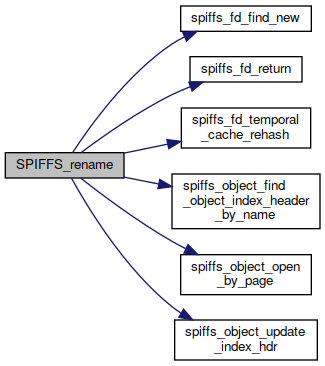 spiffs_fd_find_new
spiffs_fd_return
spiffs_fd_temporal
_cache_rehash
SPIFFS_rename
spiffs_object_find
_object_index_header
_by_name
spiffs_object_open
_by_page
spiffs_object_update
_index_hdr